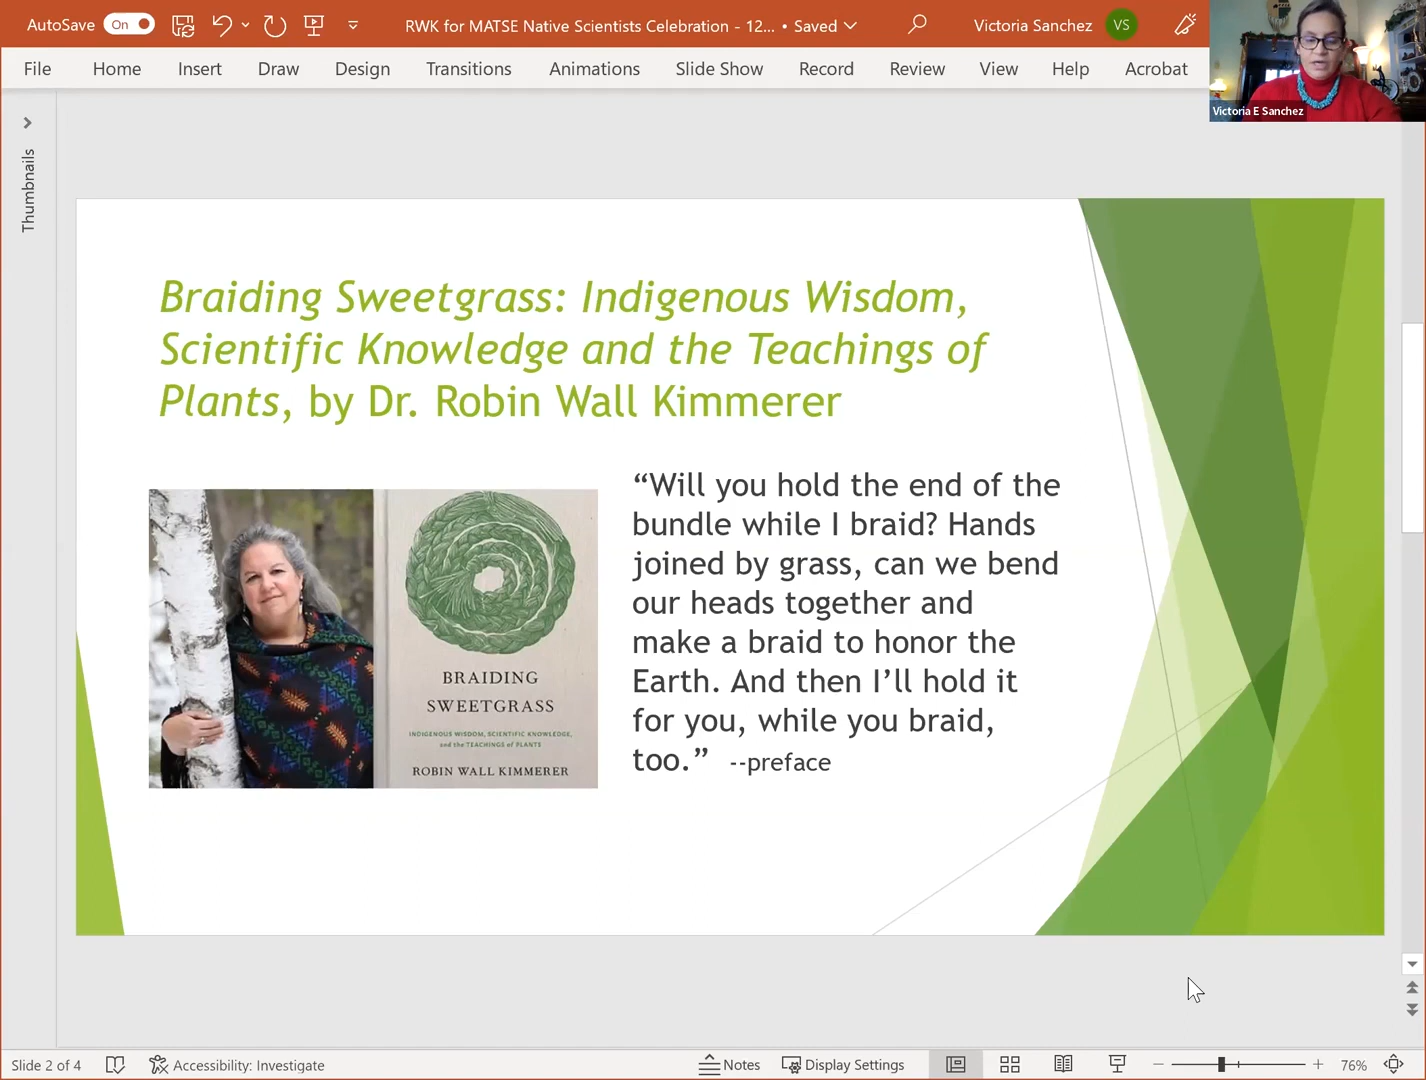 AutoSave On RWK for MATSE Native Scientists Celebration - 12... • Saved Victoria Sanchez VS
File Home Insert Draw Design Transitions Animations Slide Show Record Review View Help Acrobat
Victoria E Sanchez
Thumbnails
Braiding Sweetgrass: Indigenous Wisdom,
Scientific Knowledge and the Teachings of
Plants, by Dr. Robin Wall Kimmerer
BRAIDING
SWEETGRASS
INDIGENOUS WISDOM, SCIENTIFIC KNOWLEDGE,
and the TEACHINGS of PLANTS
ROBIN WALL KIMMERER
“Will you hold the end of the
bundle while I braid? Hands
joined by grass, can we bend
our heads together and
make a braid to honor the
Earth. And then I’ll hold it
for you, while you braid,
too.” --preface
Slide 2 of 4 Accessibility: Investigate Notes Display Settings 76%